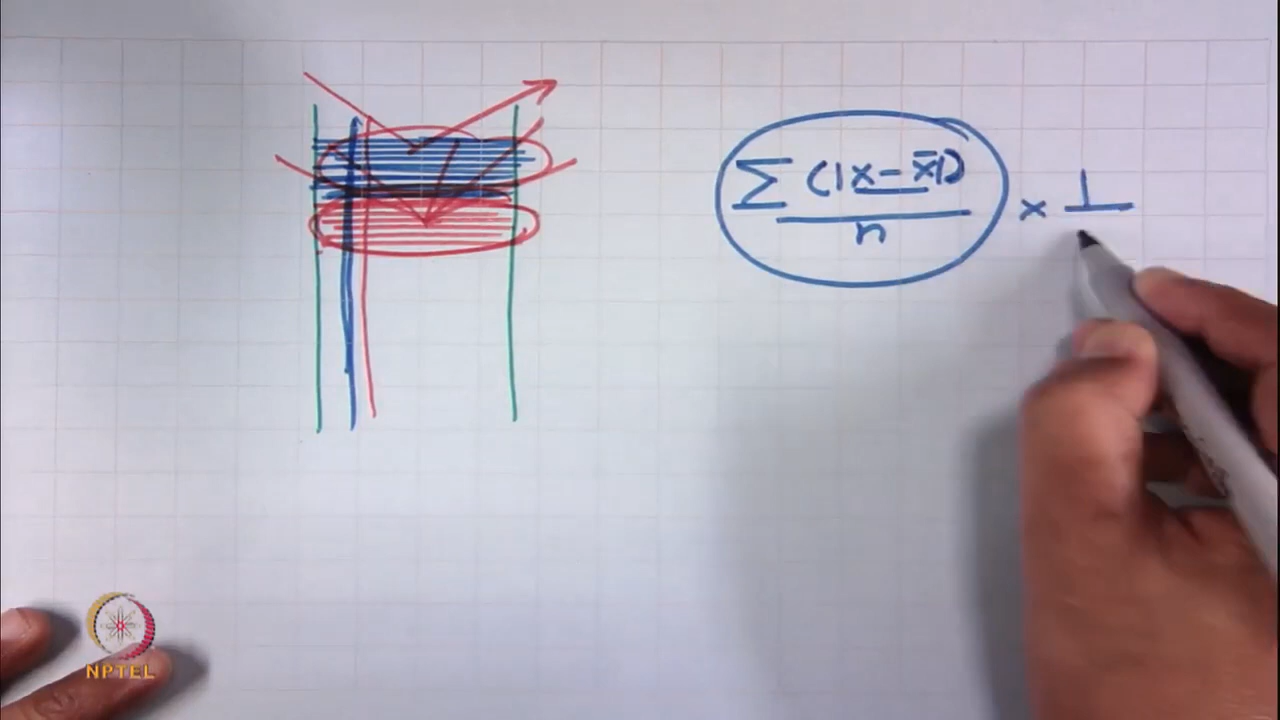 Σ (|x - x̄|)
n
× 1
NPTEL